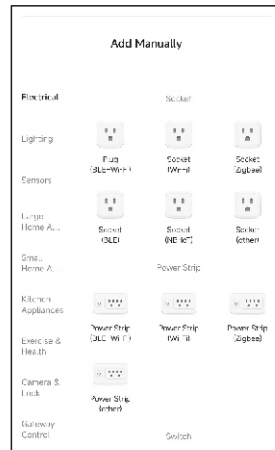 Add Manually
Electrical
Lighting
Sensors
Large
Home A...
Small
Home A...
Kitchen
Appliances
Exercise &
Health
Camera &
Lock
Gateway
Control
Socket
Plug
(BLE+Wi-Fi)
Socket
(Wi-Fi)
Socket
(Zigbee)
Socket
(BLE)
Socket
(NB-IoT)
Socket
(other)
Power Strip
Power Strip
(BLE+Wi-Fi)
Power Strip
(Wi-Fi)
Power Strip
(Zigbee)
Power Strip
(other)
Switch